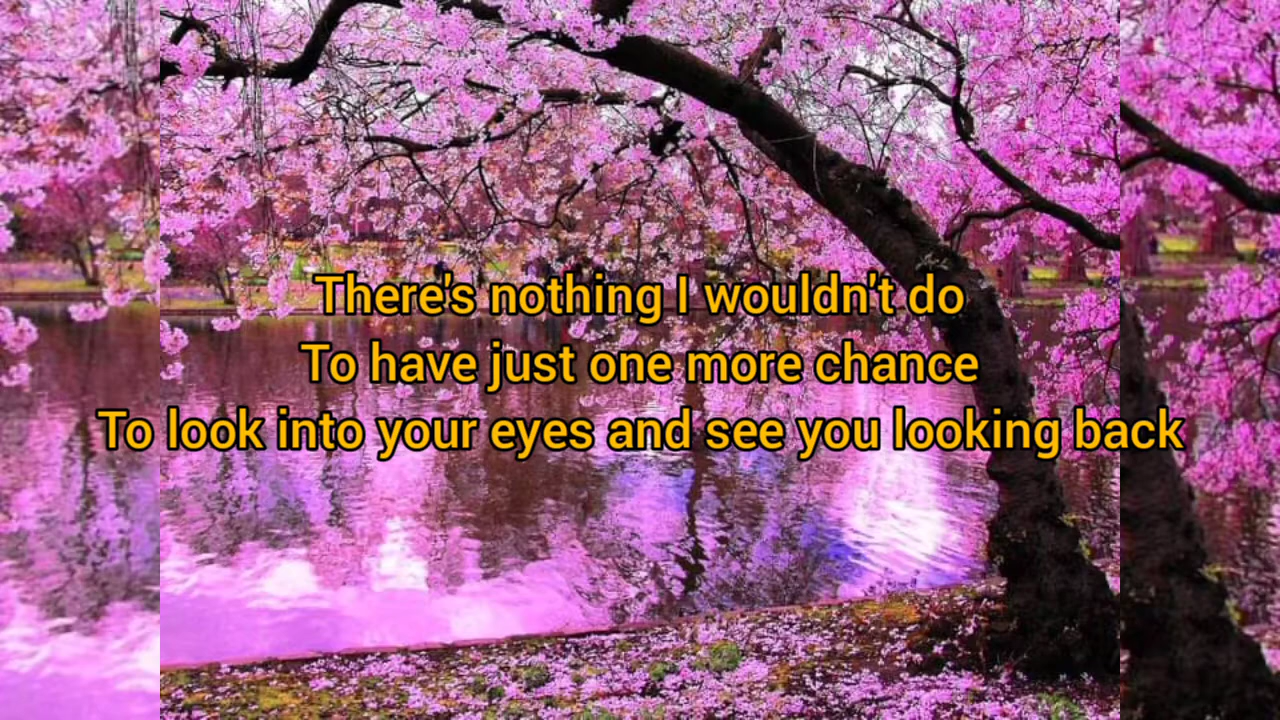 There's nothing I wouldn't do
To have just one more chance
To look into your eyes and see you looking back